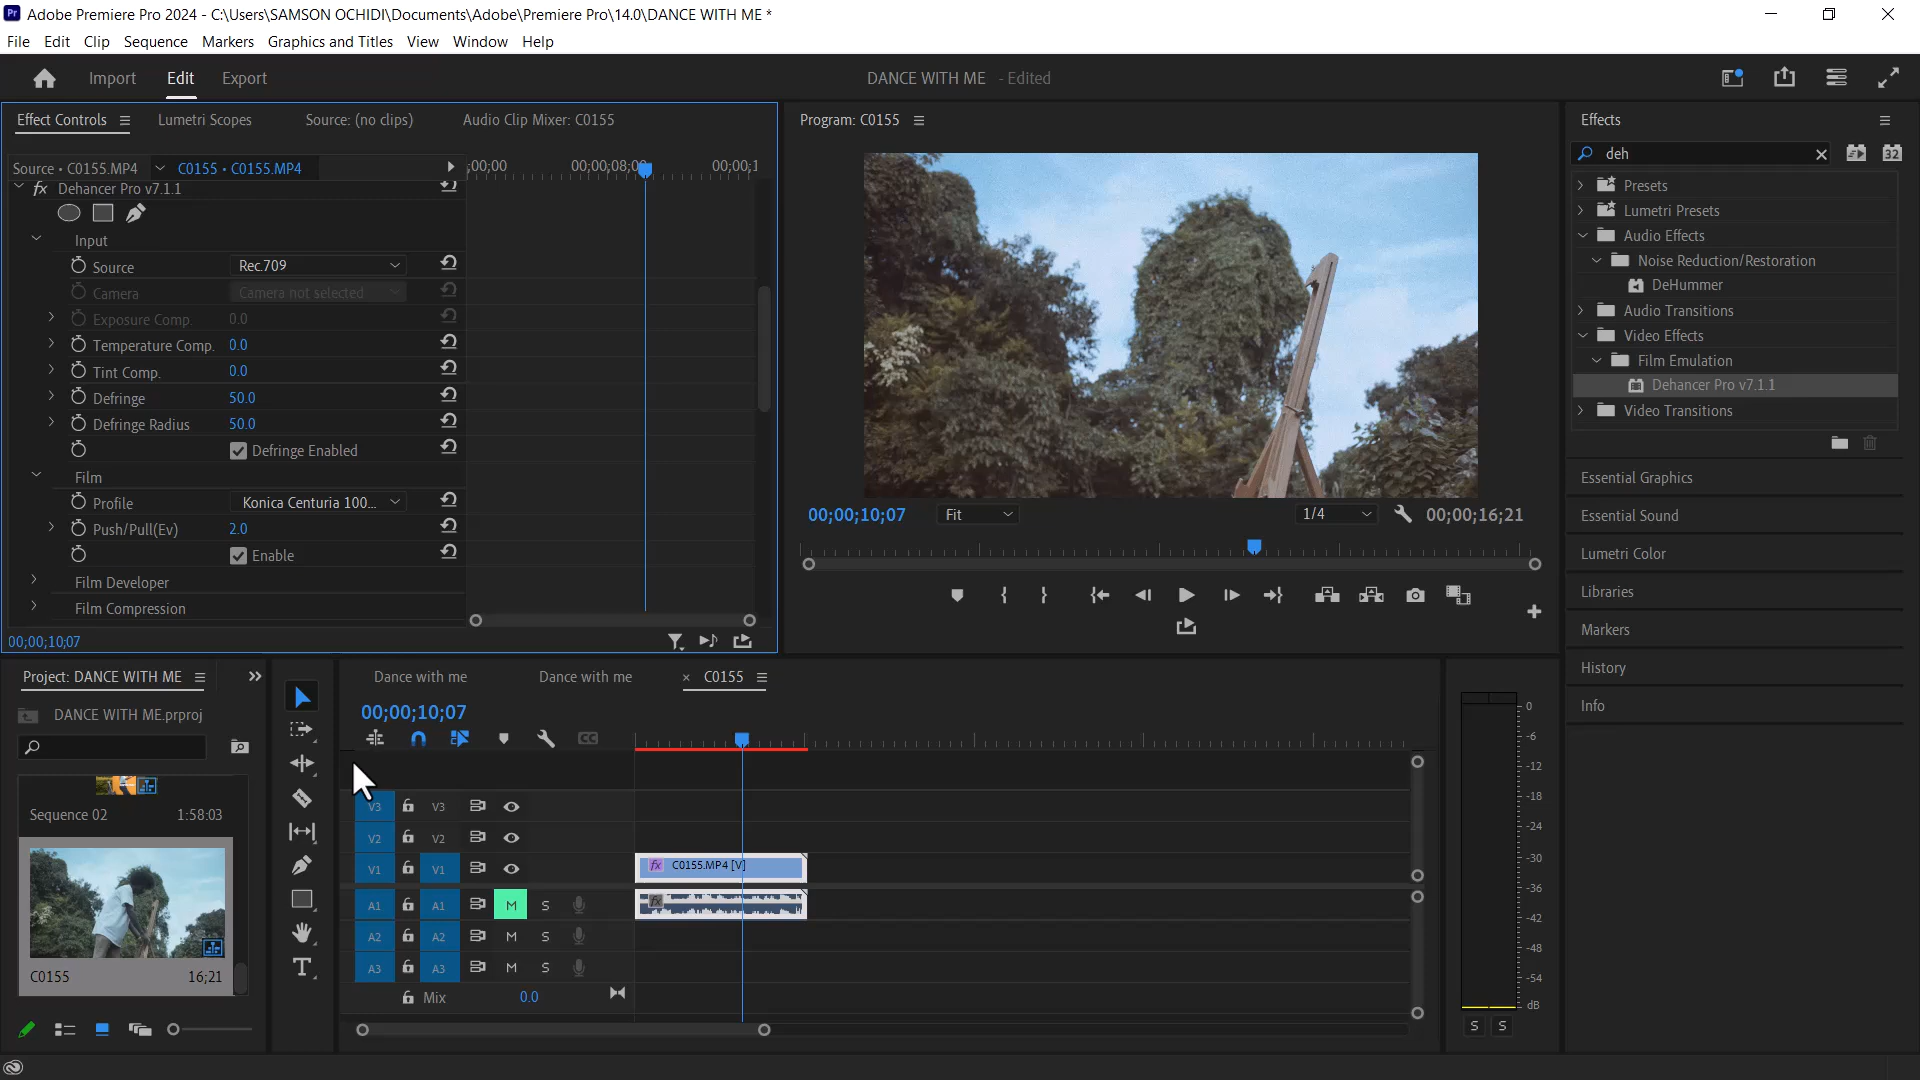 Adobe Premiere Pro 2024 - C:\Users\SAMSON OCHIDI\Documents\Adobe\Premiere Pro\14.0\DANCE WITH ME *
File Edit Clip Sequence Markers Graphics and Titles View Window Help
Import Edit Export
DANCE WITH ME - Edited
Effect Controls Lumetri Scopes Source: (no clips) Audio Clip Mixer: C0155
Source • C0155.MP4 C0155 • C0155.MP4
;00;00 00;00;08;00 00;00;1
fx Dehancer Pro v7.1.1
Input
Source Rec.709
Camera Camera not selected
Exposure Comp. 0.0
Temperature Comp. 0.0
Tint Comp. 0.0
Defringe 50.0
Defringe Radius 50.0
Defringe Enabled
Film
Profile Konica Centuria 100...
Push/Pull(Ev) 2.0
Enable
Film Developer
Film Compression
00;00;10;07
Program: C0155
00;00;10;07 Fit 1/4 00;00;16;21
Effects
deh
32
Presets
Lumetri Presets
Audio Effects
Noise Reduction/Restoration
DeHummer
Audio Transitions
Video Effects
Film Emulation
Dehancer Pro v7.1.1
Video Transitions
Essential Graphics
Essential Sound
Lumetri Color
Libraries
Markers
History
Info
Project: DANCE WITH ME
DANCE WITH ME.prproj
Sequence 02 1:58:03
C0155 16;21
Dance with me Dance with me × C0155
00;00;10;07
CC
V3 V3
V2 V2
V1 V1 fx C0155.MP4 [V]
A1 A1 M S fx
A2 A2 M S
A3 A3 M S
Mix 0.0
0
-6
-12
-18
-24
-30
-36
-42
-48
-54
dB
S S